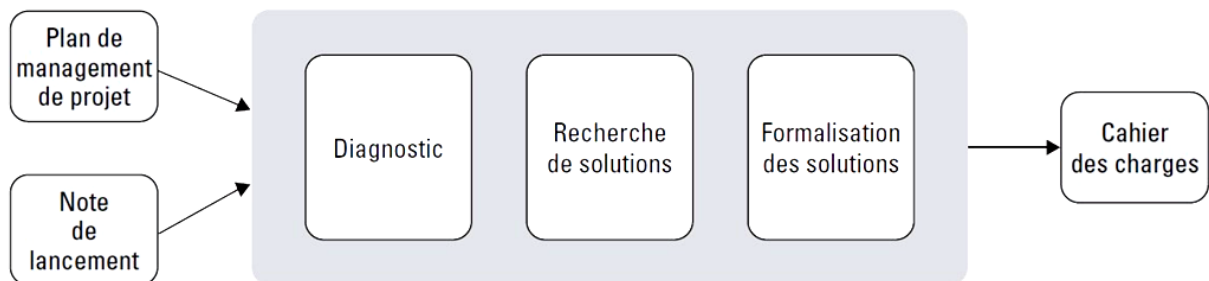 Plan de
management
de projet
Note
de
lancement
Diagnostic
Recherche
de solutions
Formalisation
des solutions
Cahier
des charges